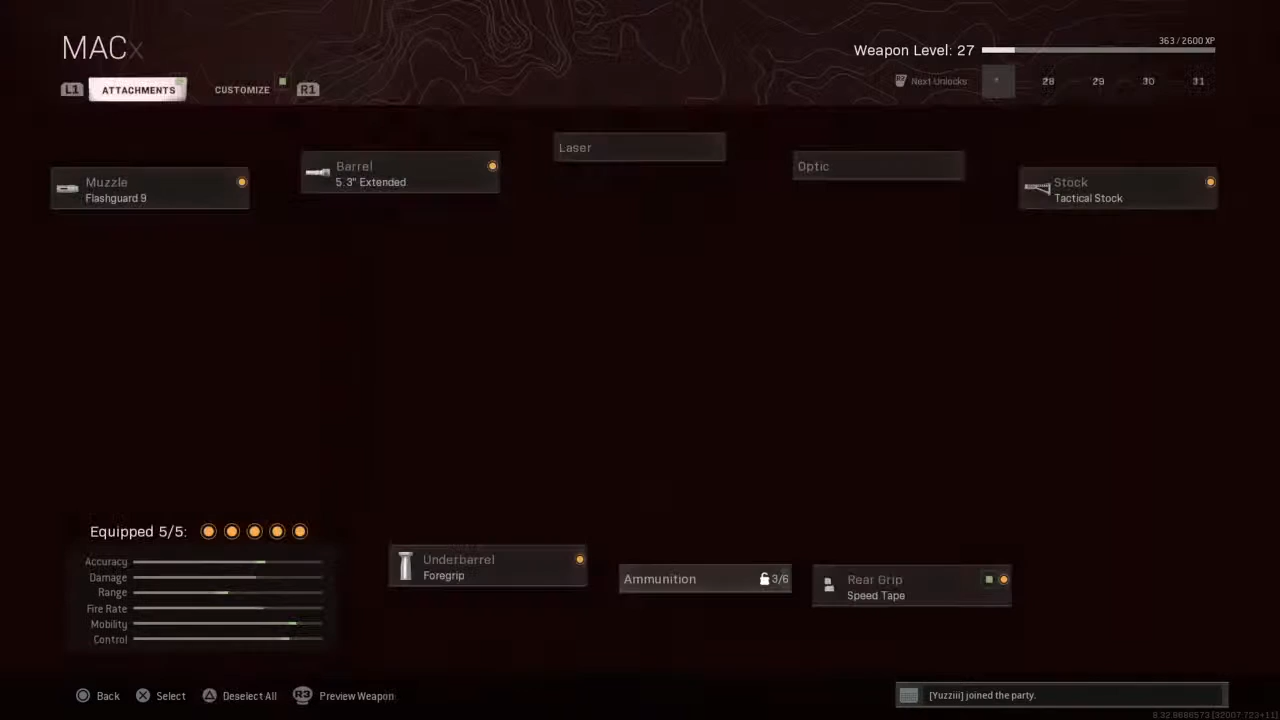 MACx
Weapon Level: 27
363 / 2600 XP
L1
ATTACHMENTS
CUSTOMIZE
R1
Next Unlocks:
28
29
30
31
Muzzle
Flashguard 9
Barrel
5.3" Extended
Laser
Optic
Stock
Tactical Stock
Equipped 5/5:
Accuracy
Damage
Range
Fire Rate
Mobility
Control
Underbarrel
Foregrip
Ammunition
3/6
Rear Grip
Speed Tape
Back
Select
Deselect All
R3
Preview Weapon
[Yuzziii] joined the party.